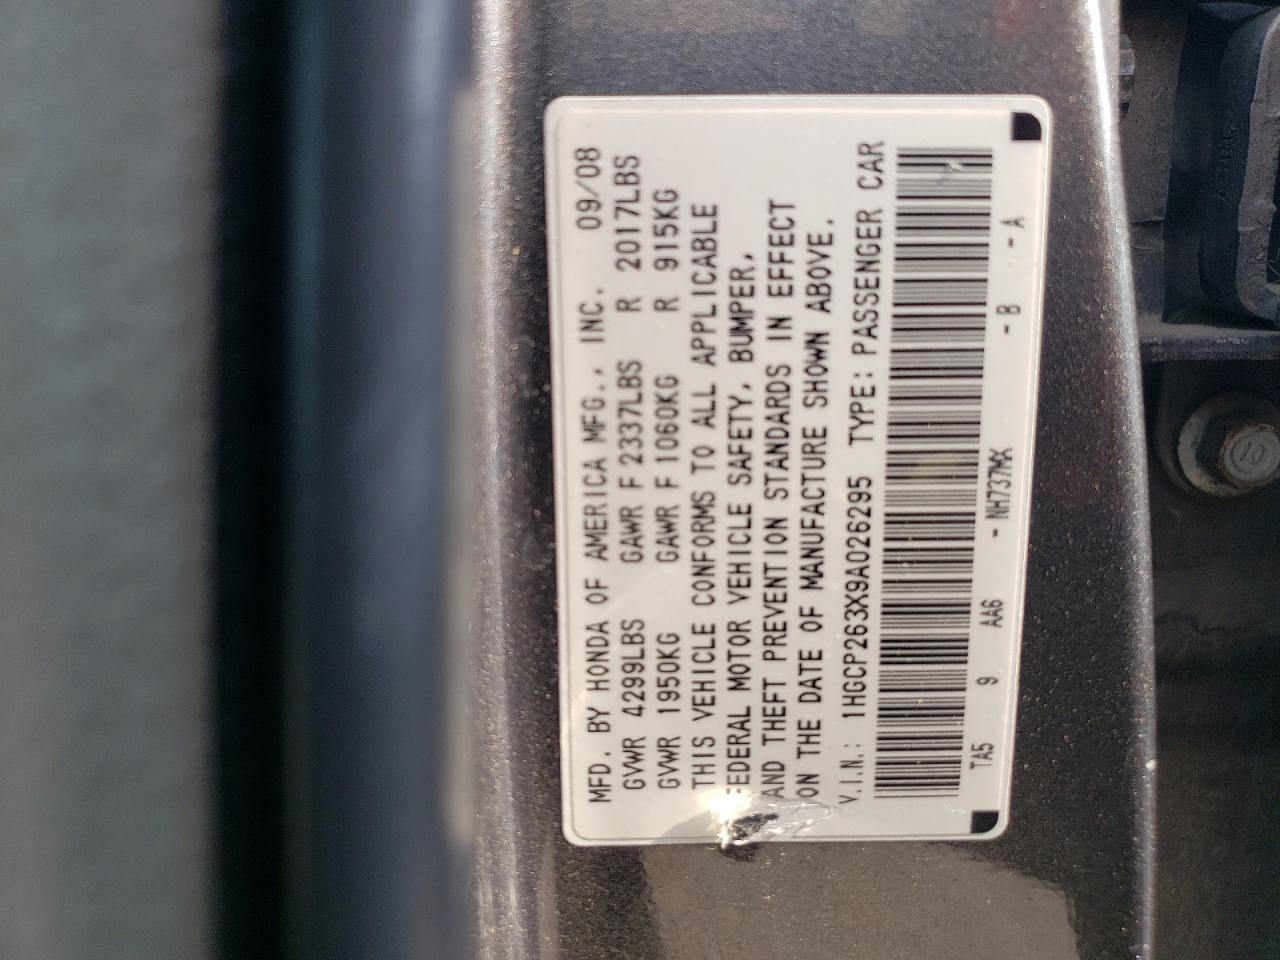 MFD. BY HONDA OF AMERICA MFG., INC. 09/08
GVWR 4299LBS GAWR F 2337LBS R 2017LBS
GVWR 1950KG GAWR F 1060KG R 915KG
THIS VEHICLE CONFORMS TO ALL APPLICABLE
FEDERAL MOTOR VEHICLE SAFETY, BUMPER,
AND THEFT PREVENTION STANDARDS IN EFFECT
ON THE DATE OF MANUFACTURE SHOWN ABOVE.
V.I.N.: 1HGCP263X9A026295 TYPE: PASSENGER CAR
TA5 9 AA6 - NH737MX - B - A
10